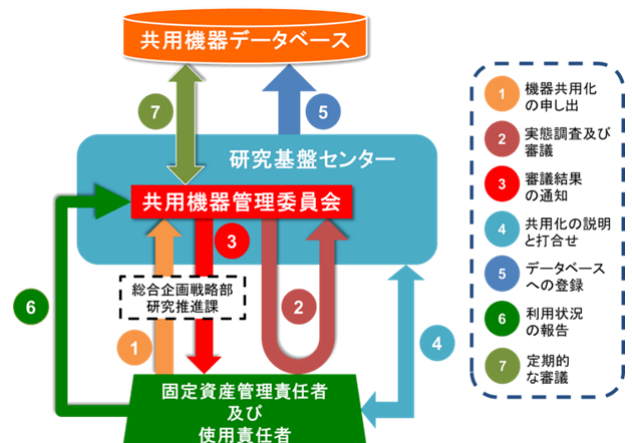 共用機器データベース
7
5
研究基盤センター
共用機器管理委員会
3
総合企画戦略部
研究推進課
6
2
1
4
固定資産管理責任者
及び
使用責任者
1
機器共用化
の申し出
2
実態調査及び
審議
3
審議結果
の通知
4
共用化の説明
と打合せ
5
データベース
への登録
6
利用状況
の報告
7
定期的
な審議